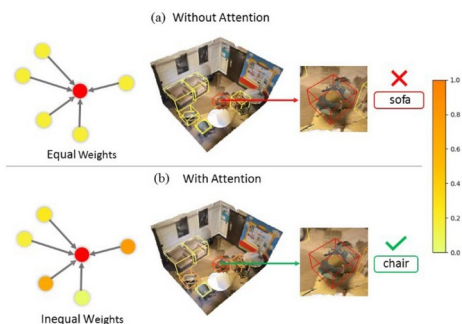 (a) Without Attention
sofa
Equal Weights
(b) With Attention
chair
Inequal Weights
1.0
0.8
0.6
0.4
0.2
0.0